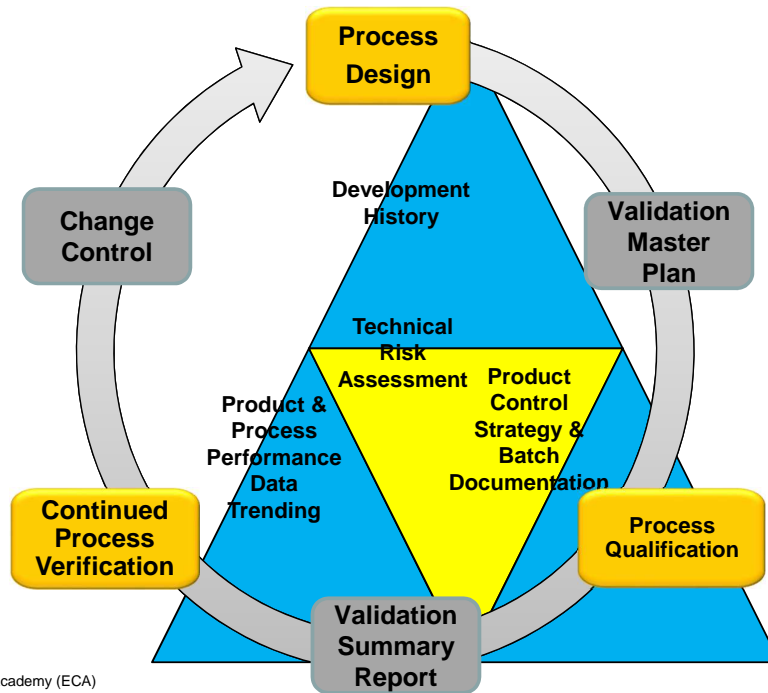 Process
Design
Development
History
Change
Control
Validation
Master
Plan
Technical
Risk
Assessment
Product
Control
Strategy &
Batch
Documentation
Product &
Process
Performance
Data
Trending
Continued
Process
Verification
Process
Qualification
Validation
Summary
Report
cademy (ECA)